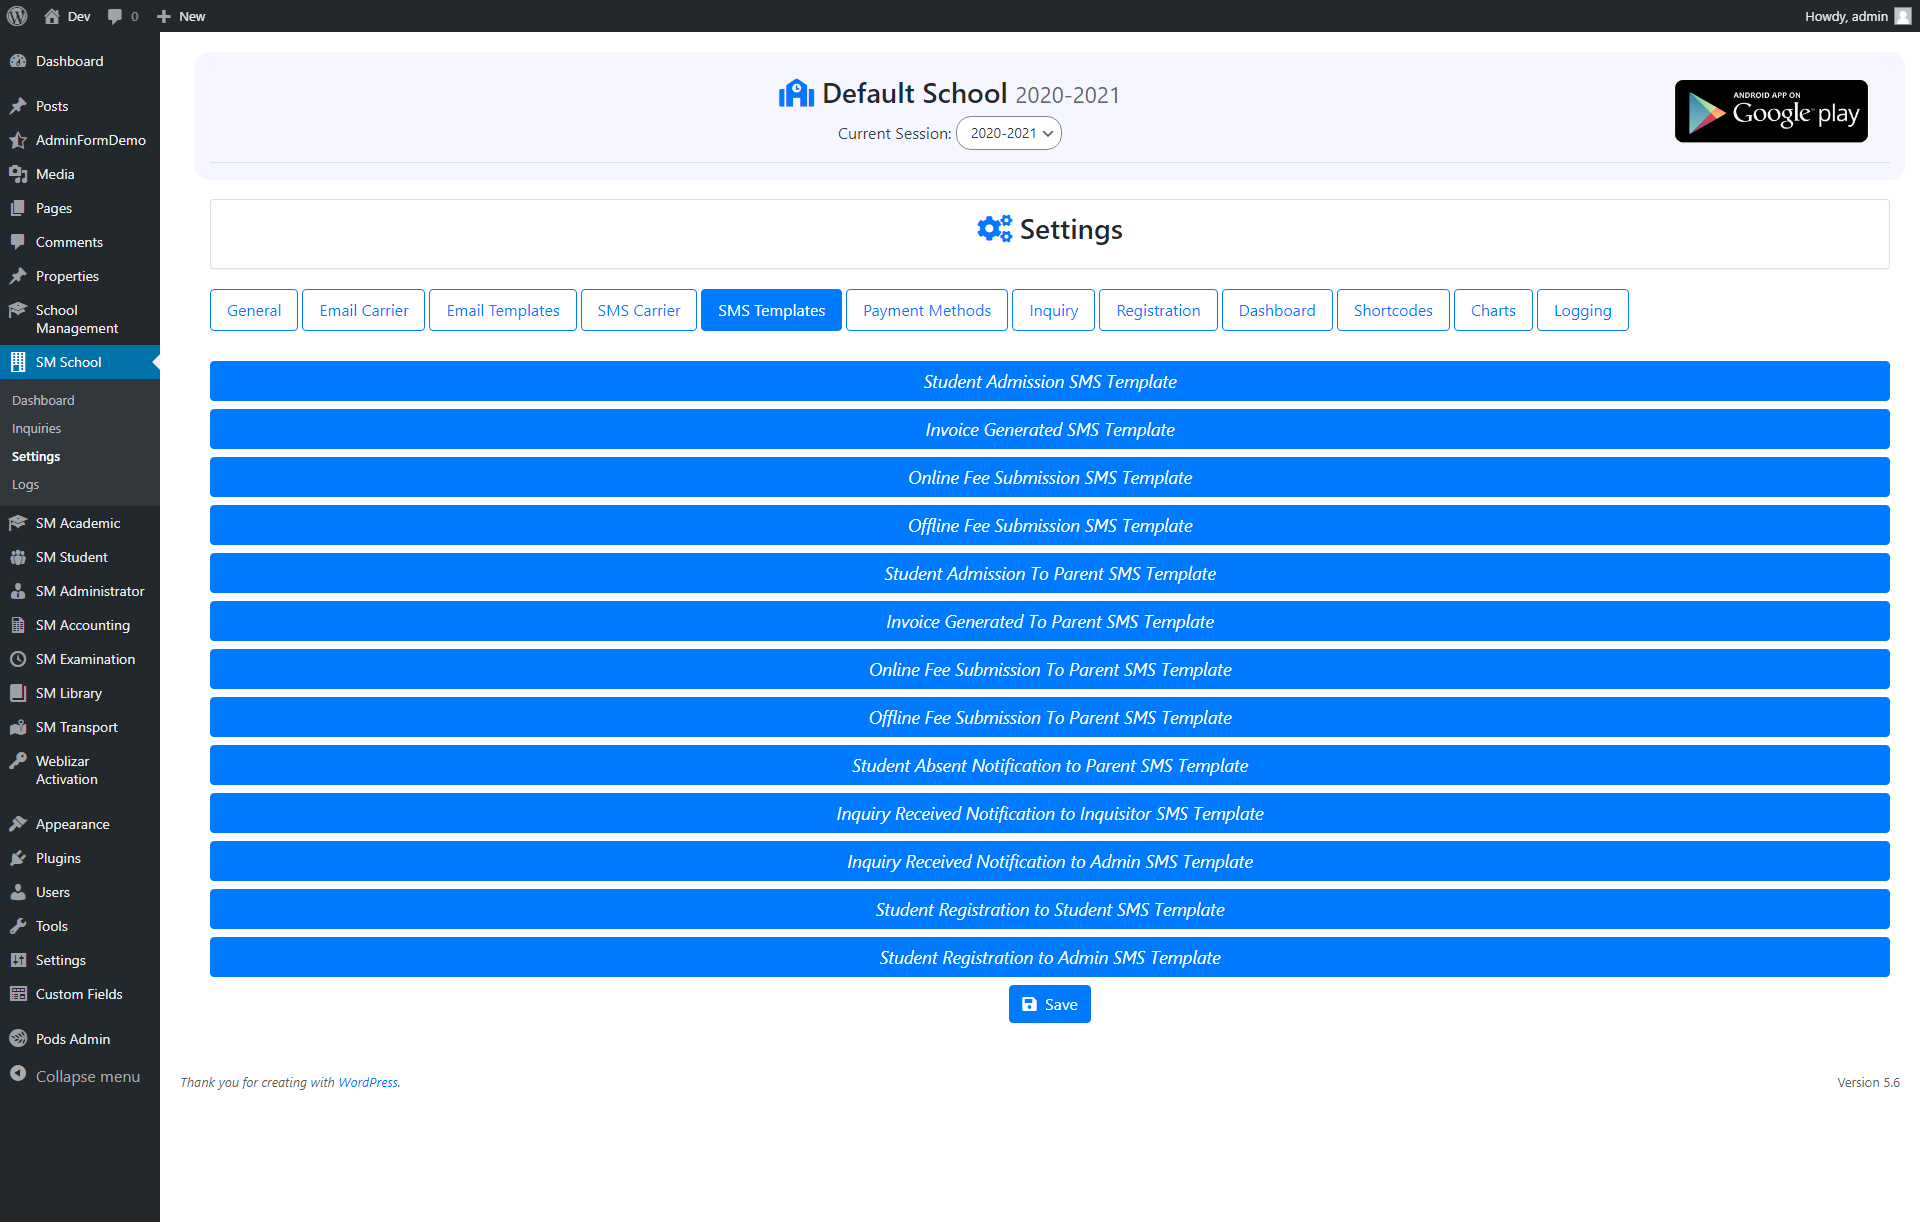 Dev
0
New
Howdy, admin
Dashboard
Posts
AdminFormDemo
Media
Pages
Comments
Properties
School
Management
SM School
Dashboard
Inquiries
Settings
Logs
SM Academic
SM Student
SM Administrator
SM Accounting
SM Examination
SM Library
SM Transport
Weblizar
Activation
Appearance
Plugins
Users
Tools
Settings
Custom Fields
Pods Admin
Collapse menu
Default School 2020-2021
Current Session: 2020-2021
ANDROID APP ON
Google play
Settings
General
Email Carrier
Email Templates
SMS Carrier
SMS Templates
Payment Methods
Inquiry
Registration
Dashboard
Shortcodes
Charts
Logging
Student Admission SMS Template
Invoice Generated SMS Template
Online Fee Submission SMS Template
Offline Fee Submission SMS Template
Student Admission To Parent SMS Template
Invoice Generated To Parent SMS Template
Online Fee Submission To Parent SMS Template
Offline Fee Submission To Parent SMS Template
Student Absent Notification to Parent SMS Template
Inquiry Received Notification to Inquisitor SMS Template
Inquiry Received Notification to Admin SMS Template
Student Registration to Student SMS Template
Student Registration to Admin SMS Template
Save
Thank you for creating with WordPress.
Version 5.6